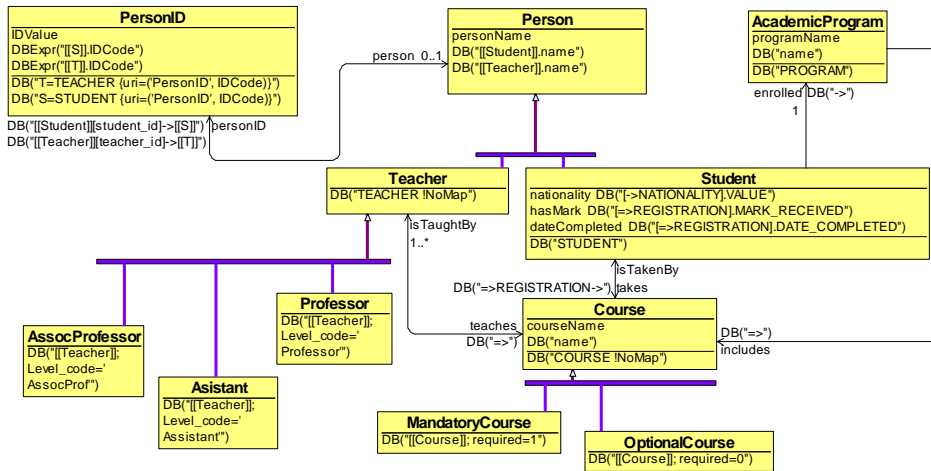 PersonID
IDValue
DBExpr("[[S]].IDCode")
DBExpr("[[T]].IDCode")
DB("T=TEACHER {uri=('PersonID', IDCode)}")
DB("S=STUDENT {uri=('PersonID', IDCode)}")
DB("[[Student]][student_id]->[[S]]") personID
DB("[[Teacher]][teacher_id]->[[T]]")
person 0..1
Person
personName
DB("[[Student]].name")
DB("[[Teacher]].name")
AcademicProgram
programName
DB("name")
DB("PROGRAM")
enrolled DB("->")
1
Teacher
DB("TEACHER !NoMap")
isTaughtBy
1..*
Student
nationality DB("[->NATIONALITY].VALUE")
hasMark DB("[=>REGISTRATION].MARK_RECEIVED")
dateCompleted DB("[=>REGISTRATION].DATE_COMPLETED")
DB("STUDENT")
isTakenBy
DB("=>REGISTRATION->") takes
Professor
DB("[[Teacher]];
Level_code='
Professor'")
AssocProfessor
DB("[[Teacher]];
Level_code='
AssocProf'")
Asistant
DB("[[Teacher]];
Level_code='
Assistant'")
teaches
DB("=>")
Course
courseName
DB("name")
DB("COURSE !NoMap")
DB("=>")
includes
MandatoryCourse
DB("[[Course]]; required=1")
OptionalCourse
DB("[[Course]]; required=0")